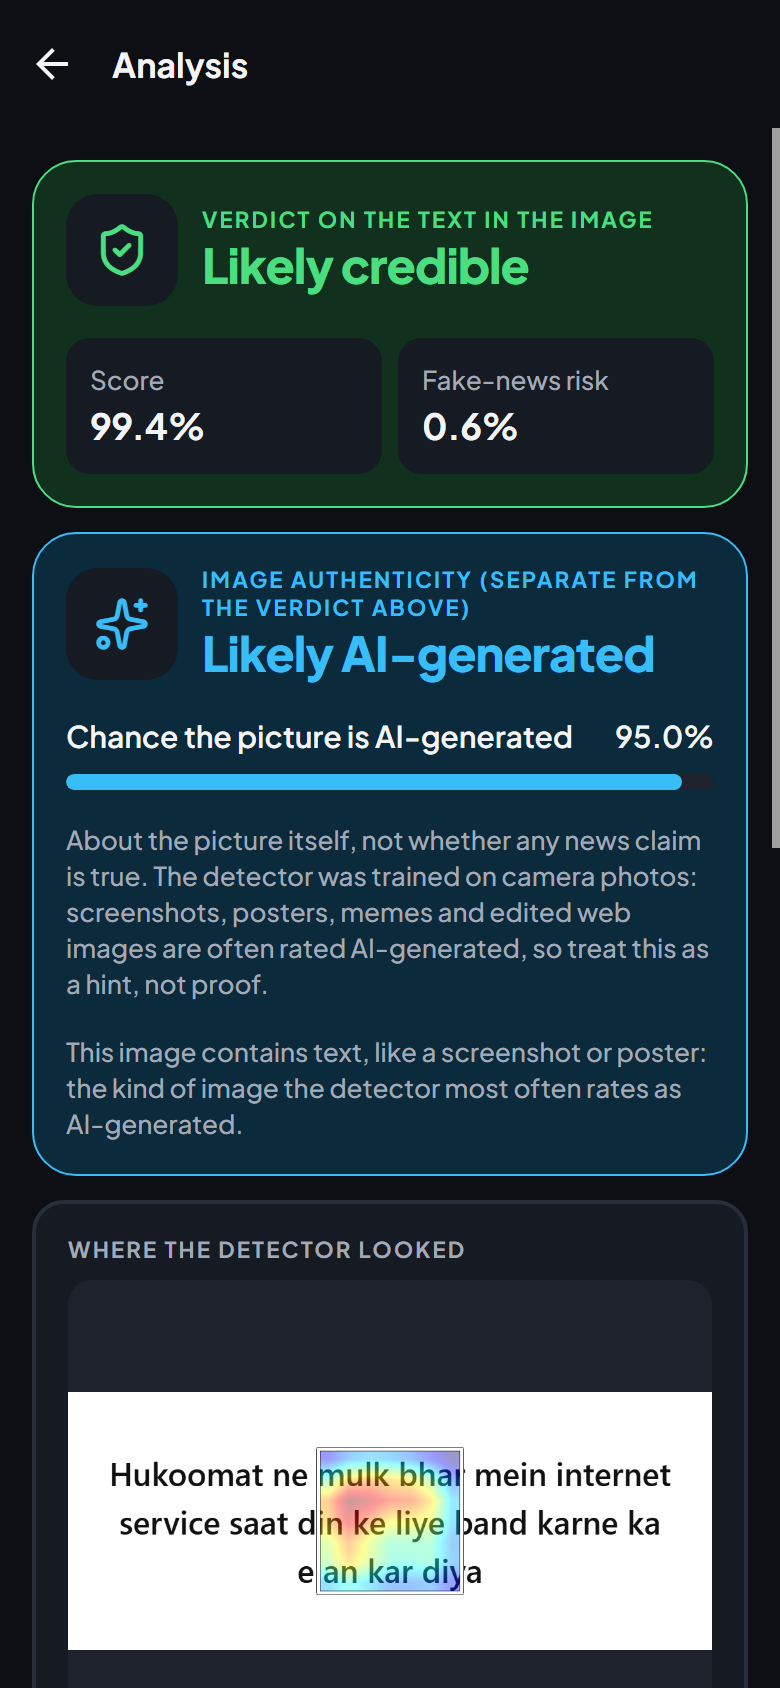 Analysis
VERDICT ON THE TEXT IN THE IMAGE
Likely credible
Score
99.4%
Fake-news risk
0.6%
IMAGE AUTHENTICITY (SEPARATE FROM
THE VERDICT ABOVE)
Likely AI-generated
Chance the picture is AI-generated 95.0%
About the picture itself, not whether any news claim
is true. The detector was trained on camera photos:
screenshots, posters, memes and edited web
images are often rated AI-generated, so treat this as
a hint, not proof.
This image contains text, like a screenshot or poster:
the kind of image the detector most often rates as
AI-generated.
WHERE THE DETECTOR LOOKED
Hukoomat ne mulk bhar mein internet
service saat din ke liye band karne ka
kar diya